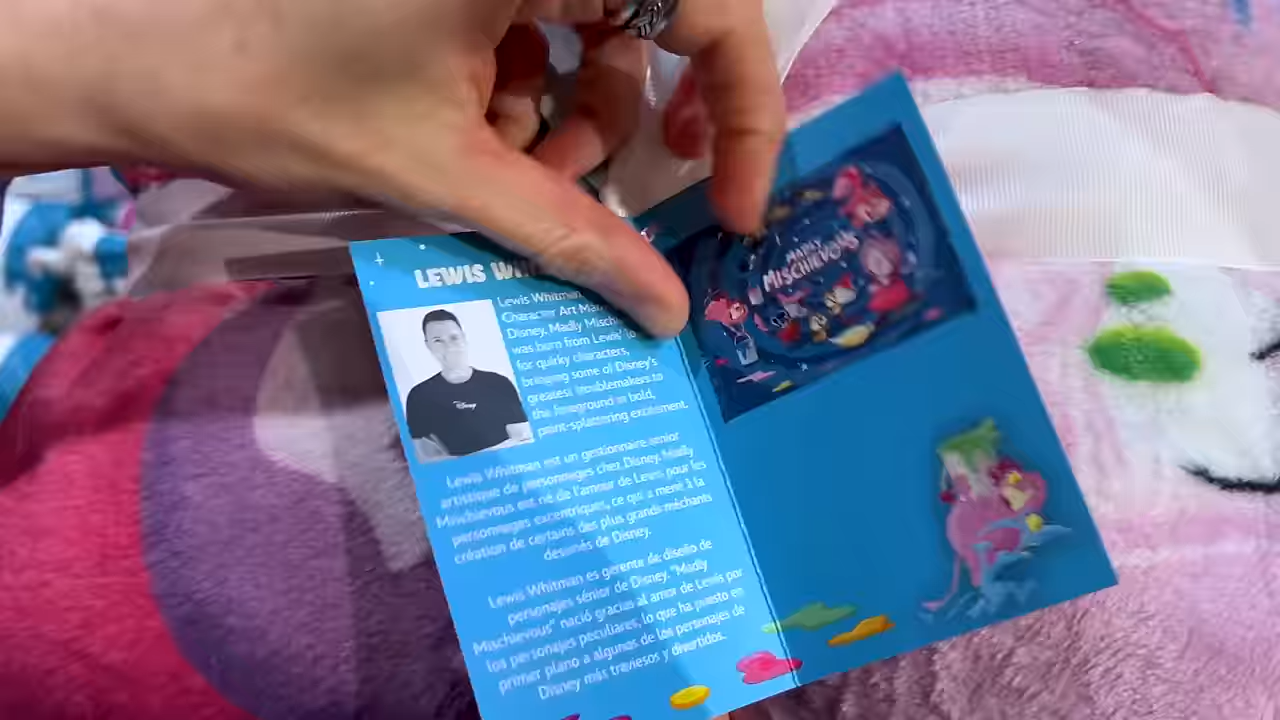 LEWIS
Lewis Whitman
Character Art
Disney, Madly
was born from Lewis'
for quirky characters,
bringing some of Disney's
greatest troublemakers to
the foreground in bold,
paint-splattering excitement.
Lewis Whitman est un gestionnaire sénior
artistique de personnages chez Disney. Madly
Mischievous est né de l'amour de Lewis pour les
personnages excentriques, ce qui a mené à la
création de certains des plus grands méchants
dessinés de Disney.
Lewis Whitman es gerente de diseño de
personajes sénior de Disney. "Madly
Mischievous" nació gracias al amor de Lewis por
los personajes peculiares, lo que ha puesto en
primer plano a algunos de los personajes de
Disney más traviesos y divertidos.
Disney
MADLY
MISCHIEVOUS